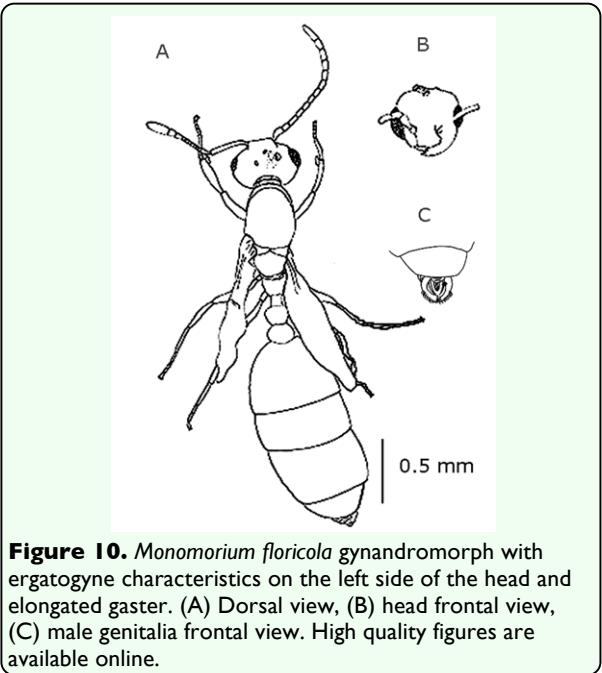 A
B
C
0.5 mm
Figure 10. Monomorium floricola gynandromorph with
ergatogyne characteristics on the left side of the head and
elongated gaster. (A) Dorsal view, (B) head frontal view,
(C) male genitalia frontal view. High quality figures are
available online.